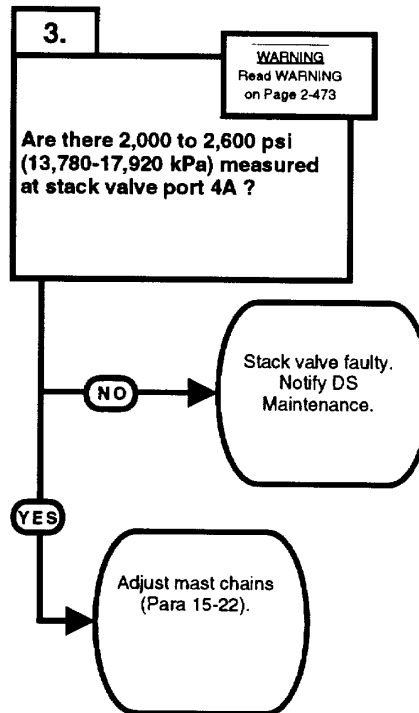 3.
WARNING
Read WARNING
on Page 2-473
Are there 2,000 to 2,600 psi
(13,780-17,920 kPa) measured
at stack valve port 4A ?
Stack valve faulty.
Notify DS
Maintenance.
NO
YES
Adjust mast chains
(Para 15-22).